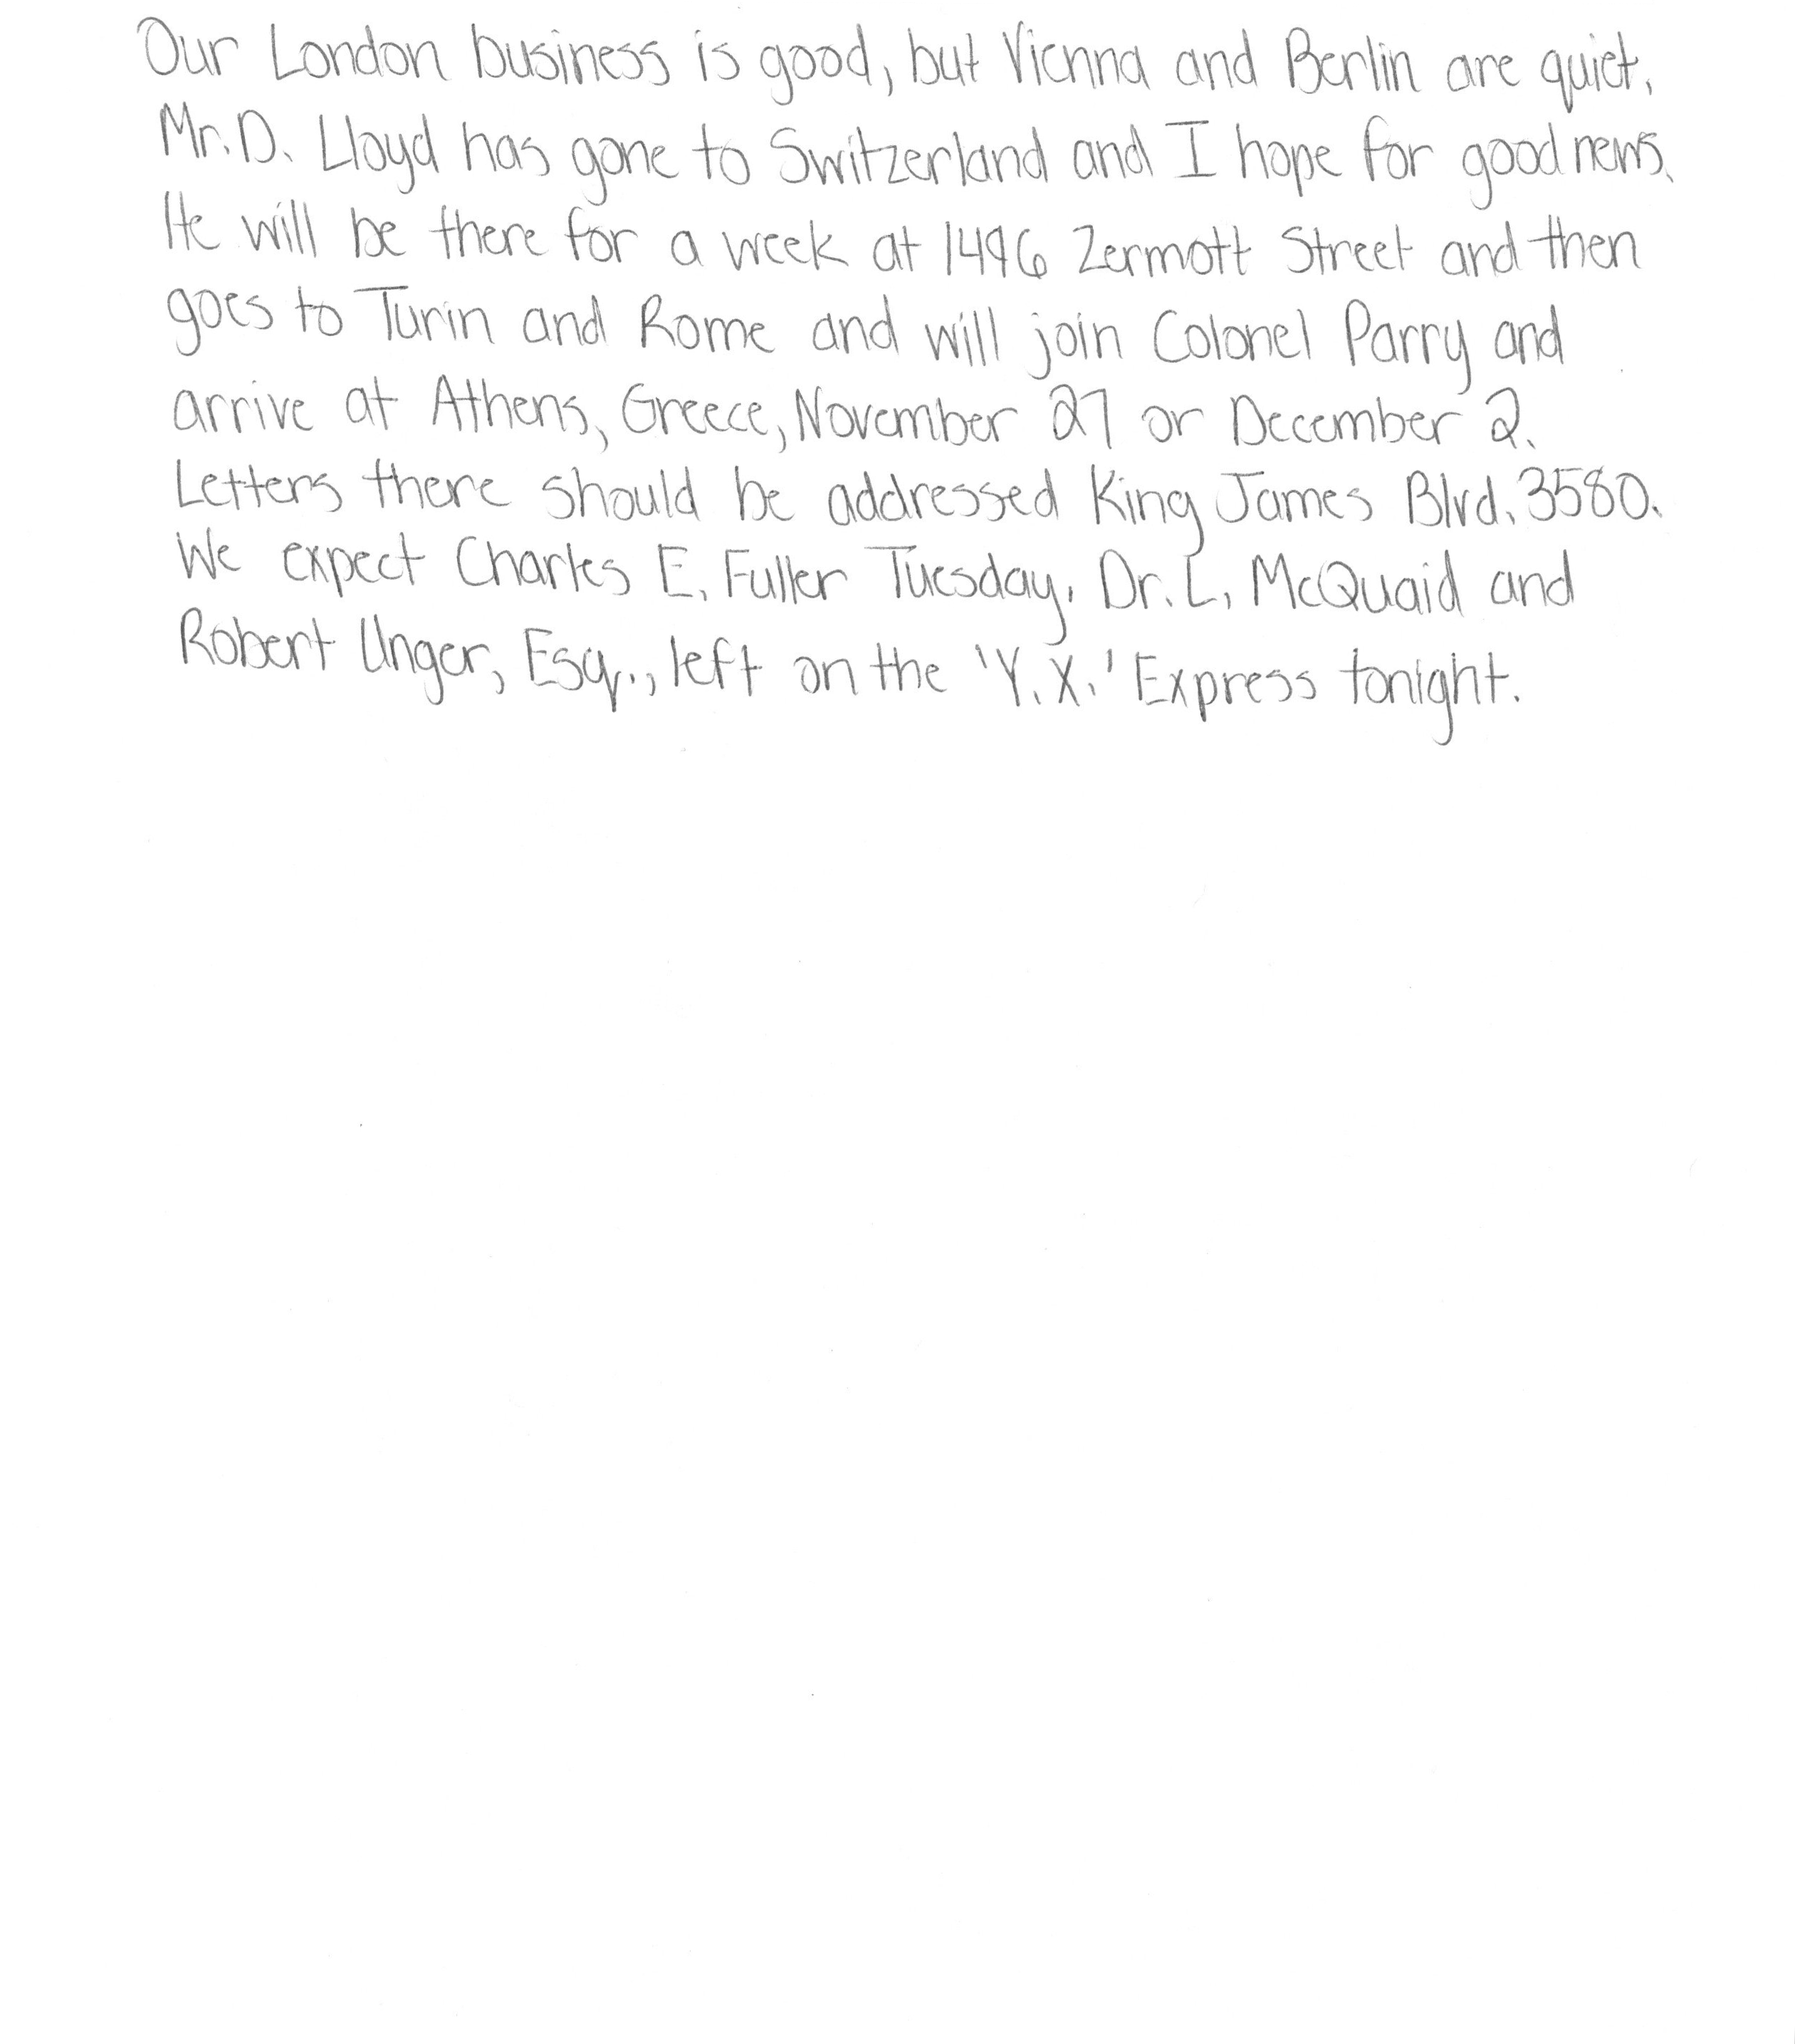 Our London business is good, but Vienna and Berlin are quiet.
Mr. D. Lloyd has gone to Switzerland and I hope for good news.
He will be there for a week at 1496 Zermott Street and then
goes to Turin and Rome and will join Colonel Parry and
arrive at Athens, Greece, November 27 or December 2.
Letters there should be addressed King James Blvd. 3580.
We expect Charles E. Fuller Tuesday. Dr. L. McQuaid and
Robert Unger, Esq., left on the 'Y.X.' Express tonight.